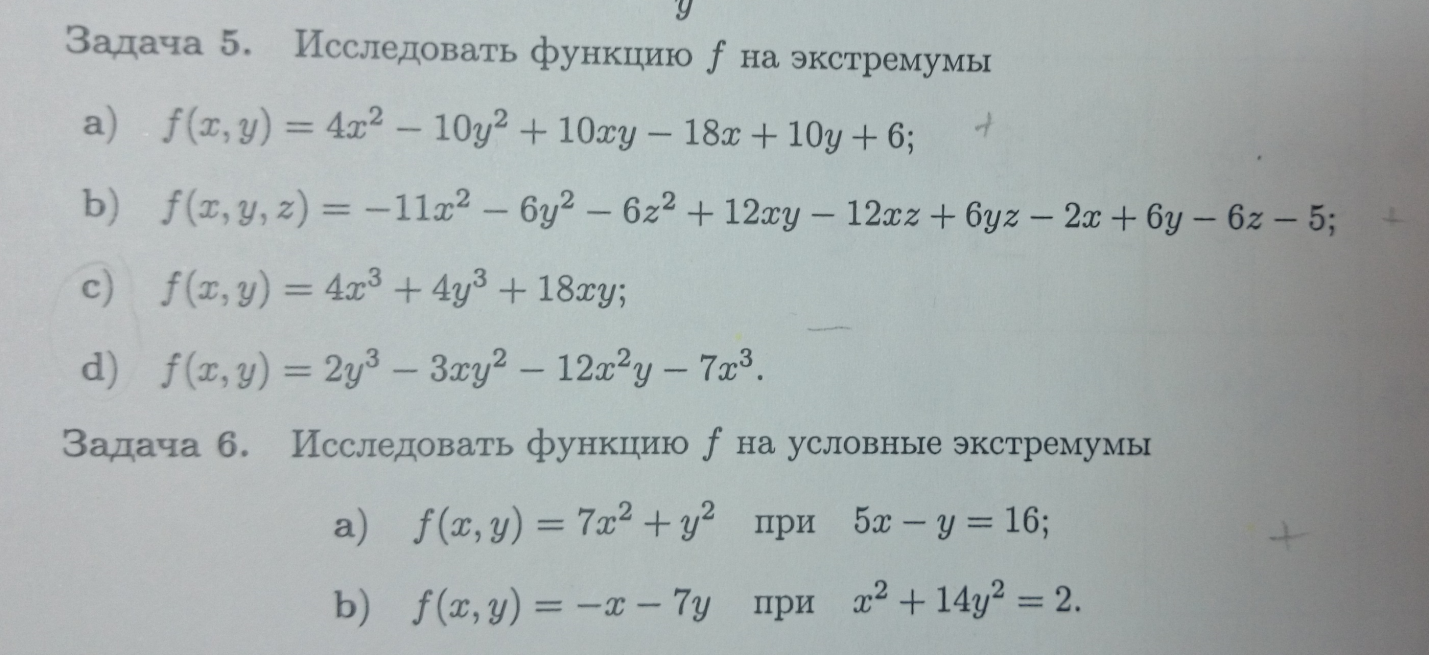 y
Задача 5. Исследовать функцию f на экстремумы
a) f(x, y) = 4x² − 10y² + 10xy − 18x + 10y + 6; +
b) f(x, y, z) = −11x² − 6y² − 6z² + 12xy − 12xz + 6yz − 2x + 6y − 6z − 5; +
c) f(x, y) = 4x³ + 4y³ + 18xy;
d) f(x, y) = 2y³ − 3xy² − 12x²y − 7x³.
Задача 6. Исследовать функцию f на условные экстремумы
a) f(x, y) = 7x² + y² при 5x − y = 16; +
b) f(x, y) = −x − 7y при x² + 14y² = 2.